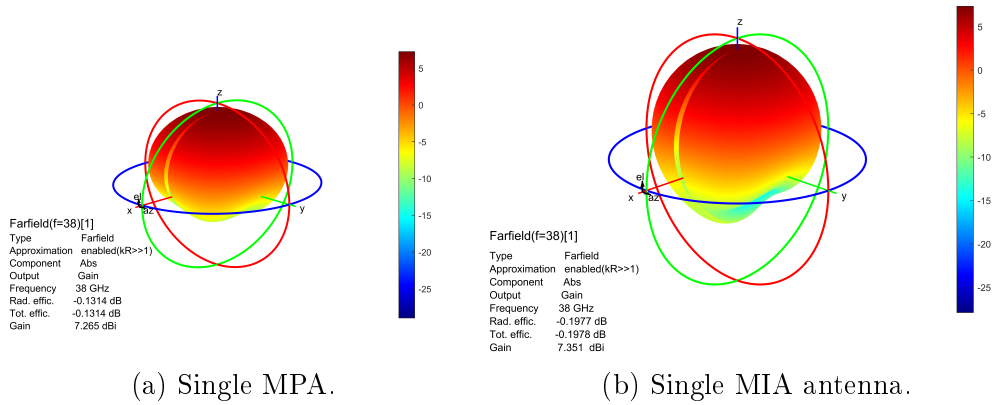 z
5
0
-5
-10
-15
-20
-25
el
x
az
y
Farfield(f=38)[1]
Type Farfield
Approximation enabled(kR>>1)
Component Abs
Output Gain
Frequency 38 GHz
Rad. effic. -0.1314 dB
Tot. effic. -0.1314 dB
Gain 7.265 dBi
(a) Single MPA.
z
5
0
-5
-10
-15
-20
-25
el
x
az
y
Farfield(f=38)[1]
Type Farfield
Approximation enabled(kR>>1)
Component Abs
Output Gain
Frequency 38 GHz
Rad. effic. -0.1977 dB
Tot. effic. -0.1978 dB
Gain 7.351 dBi
(b) Single MIA antenna.